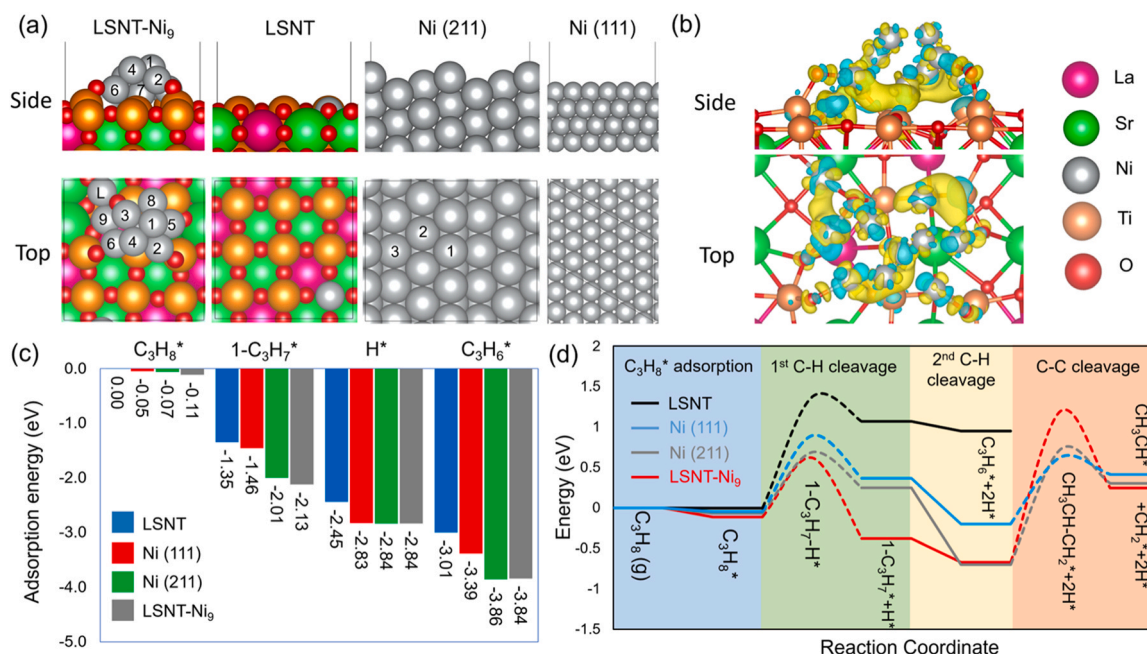 (a)
LSNT-Ni9
LSNT
Ni (211)
Ni (111)
Side
1
4
2
6
7
Top
L
8
3
1
9
5
6
4
2
2
3
1
(b)
Side
Top
La
Sr
Ni
Ti
O
(c)
C3H8*
1-C3H7*
H*
C3H6*
Adsoption energy (eV)
0.0
-1.0
-2.0
-3.0
-4.0
-5.0
0.00
-0.05
-0.07
-0.11
-1.35
-1.46
-2.01
-2.13
-2.45
-2.83
-2.84
-2.84
-3.01
-3.39
-3.86
-3.84
LSNT
Ni (111)
Ni (211)
LSNT-Ni9
(d)
Energy (eV)
2
1.5
1
0.5
0
-0.5
-1
-1.5
C3H8* adsorption
1st C-H cleavage
2nd C-H
cleavage
C-C cleavage
LSNT
Ni (111)
Ni (211)
LSNT-Ni9
C3H8 (g)
C3H8*
1-C3H7-H*
1-C3H7*+H*
C3H6*+2H*
CH3CH-CH2*+2H*
CH3CH*
+CH2*+2H*
Reaction Coordinate